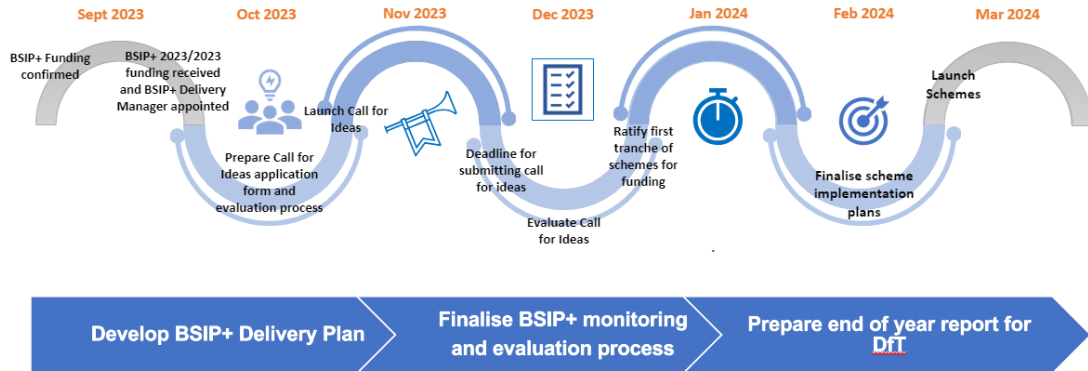 Sept 2023
Oct 2023
Nov 2023
Dec 2023
Jan 2024
Feb 2024
Mar 2024
BSIP+ Funding
confirmed
BSIP+ 2023/2023
funding received
and BSIP+ Delivery
Manager appointed
Prepare Call for
Ideas application
form and
evaluation process
Launch Call for
Ideas
Deadline for
submitting call
for ideas
Evaluate Call
for Ideas
Ratify first
tranche of
schemes for
funding
.
Finalise scheme
implementation
plans
Launch
Schemes
Develop BSIP+ Delivery Plan
Finalise BSIP+ monitoring
and evaluation process
Prepare end of year report for
DfT